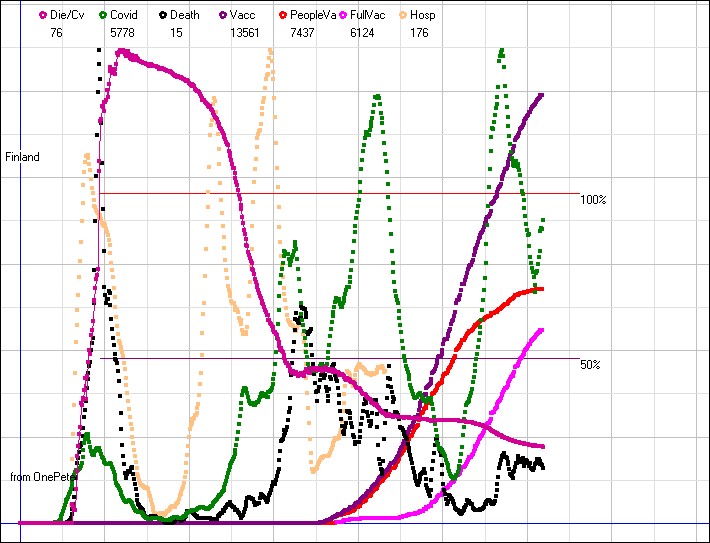 Die/Cv Covid Death Vacc PeopleVa FullVac Hosp
76 5778 15 13561 7437 6124 176
Finland
100%
50%
from OnePet